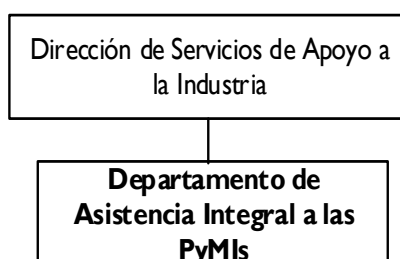 Dirección de Servicios de Apoyo a
la Industria
Departamento de
Asistencia Integral a las
PyMIs